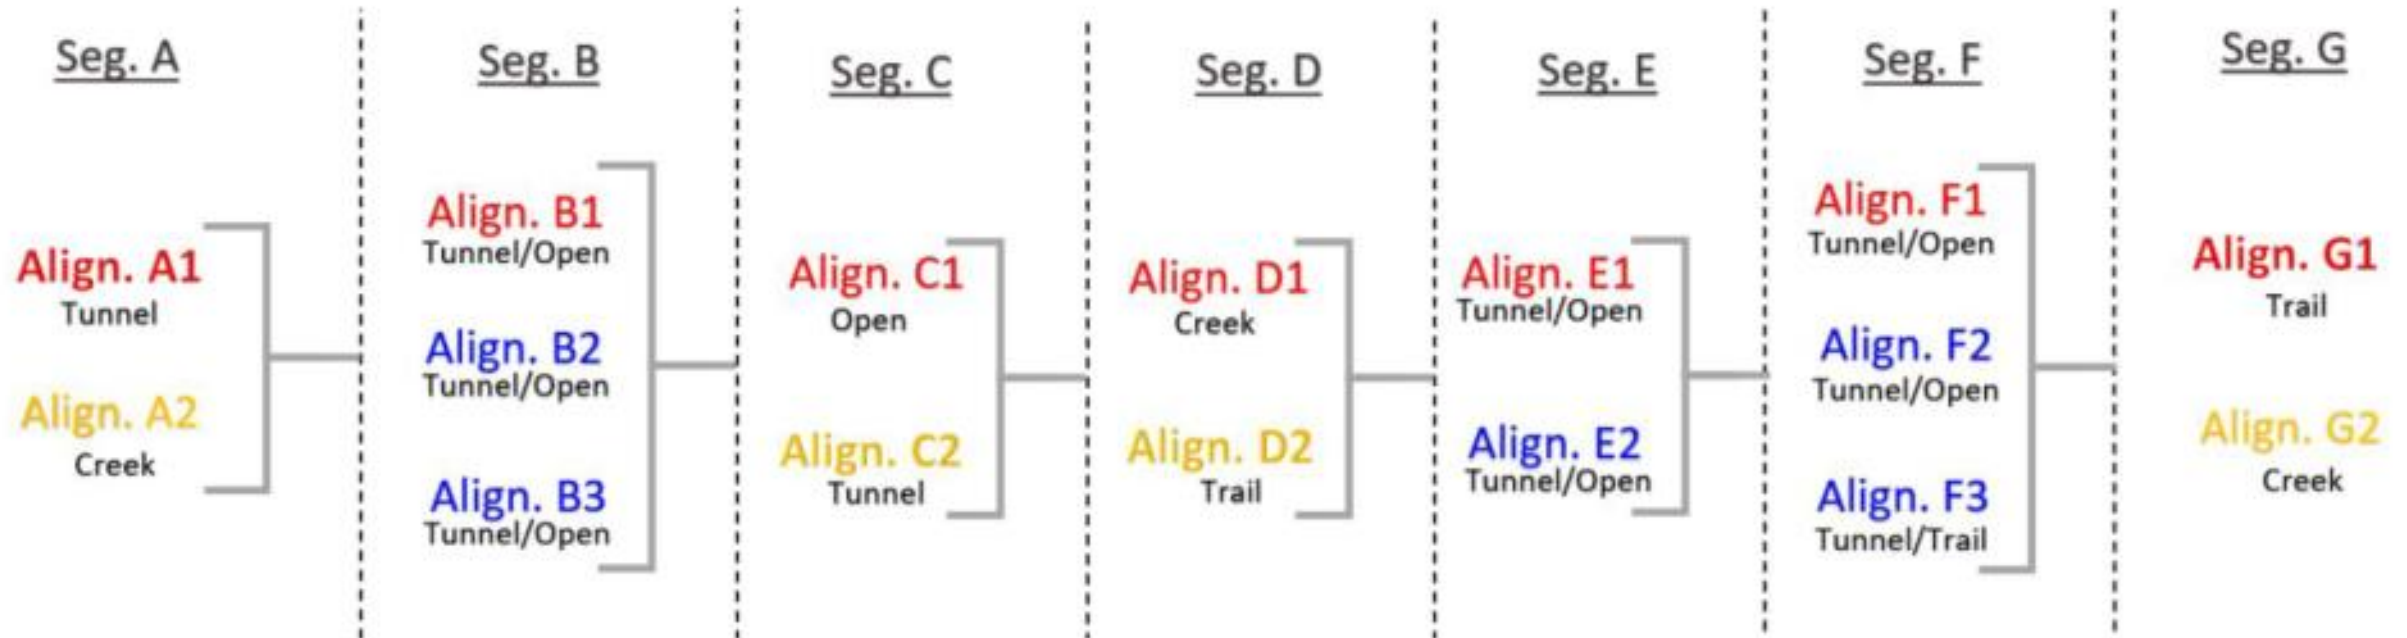 Seg. A
Align. A1
Tunnel
Align. A2
Creek
Seg. B
Align. B1
Tunnel/Open
Align. B2
Tunnel/Open
Align. B3
Tunnel/Open
Seg. C
Align. C1
Open
Align. C2
Tunnel
Seg. D
Align. D1
Creek
Align. D2
Trail
Seg. E
Align. E1
Tunnel/Open
Align. E2
Tunnel/Open
Seg. F
Align. F1
Tunnel/Open
Align. F2
Tunnel/Open
Align. F3
Tunnel/Trail
Seg. G
Align. G1
Trail
Align. G2
Creek